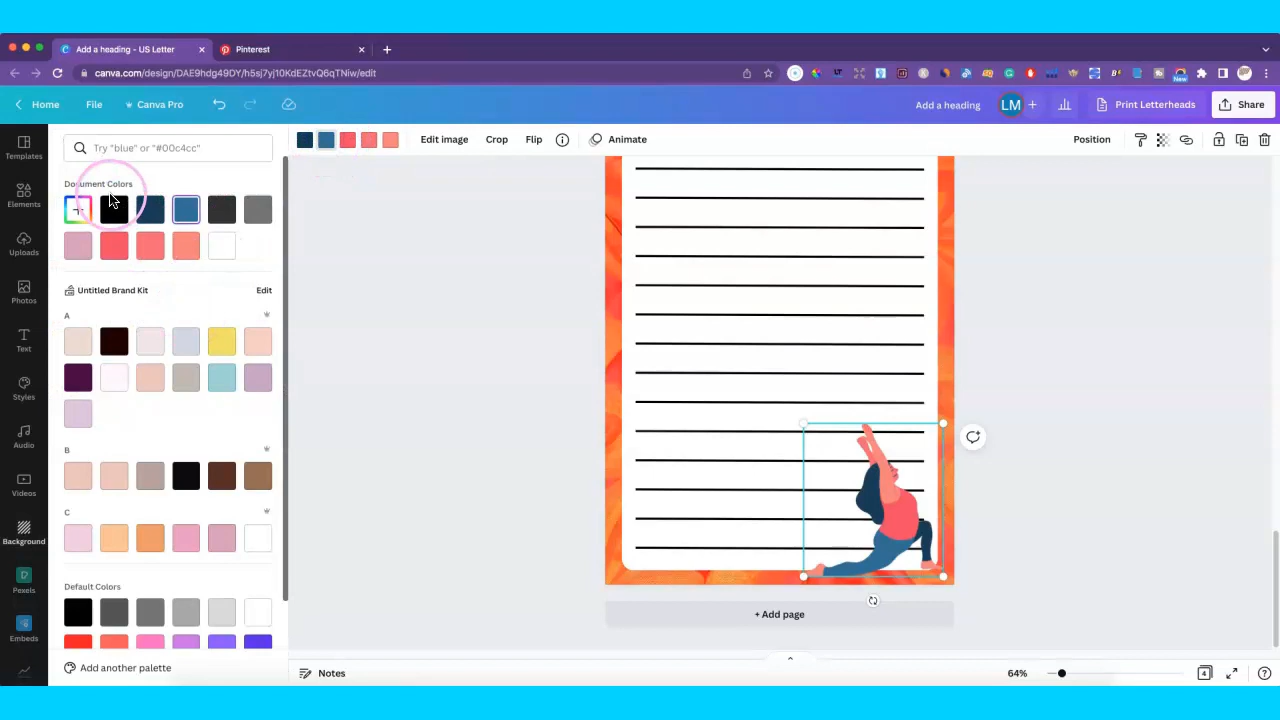 Add a heading - US Letter
Pinterest
canva.com/design/DAE9hdg49DY/h5sj7yj10KdEZtvQ6qTNiw/edit
New
Home
File
Canva Pro
Add a heading
LM
Print Letterheads
Share
Templates
Elements
Uploads
Photos
Text
Styles
Audio
Videos
Background
Pexels
Embeds
Try "blue" or "#00c4cc"
Document Colors
Untitled Brand Kit
Edit
A
B
C
Default Colors
Add another palette
Edit image
Crop
Flip
Animate
Position
+ Add page
Notes
64%
4